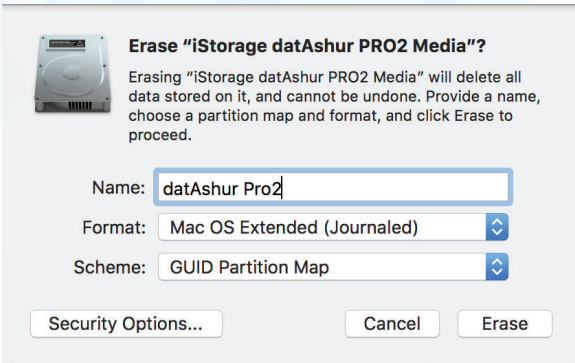 Erase “iStorage datAshur PRO2 Media”?
Erasing “iStorage datAshur PRO2 Media” will delete all
data stored on it, and cannot be undone. Provide a name,
choose a partition map and format, and click Erase to
proceed.
Name: datAshur Pro2
Format: Mac OS Extended (Journaled)
Scheme: GUID Partition Map
Security Options... Cancel Erase